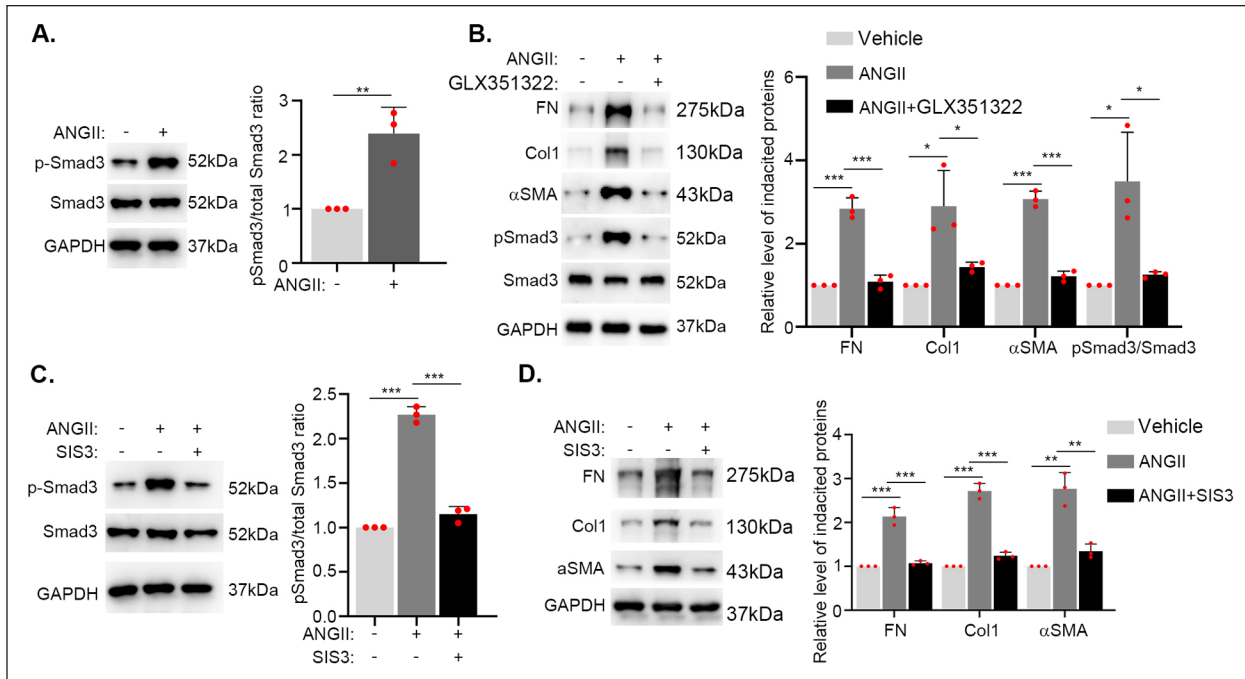 A.
ANGII: - +
p-Smad3 52kDa
Smad3 52kDa
GAPDH 37kDa
pSmad3/total Smad3 ratio
3
2
1
0
**
ANGII: - +
B.
ANGII: - + +
GLX351322: - - +
FN 275kDa
Col1 130kDa
αSMA 43kDa
pSmad3 52kDa
Smad3 52kDa
GAPDH 37kDa
Vehicle
ANGII
ANGII+GLX351322
Relative level of indacited proteins
6
4
2
0
*** *** * * *** *** * *
FN Col1 αSMA pSmad3/Smad3
C.
ANGII: - + +
SIS3: - - +
p-Smad3 52kDa
Smad3 52kDa
GAPDH 37kDa
pSmad3/total Smad3 ratio
2.5
2.0
1.5
1.0
0.5
0.0
*** ***
ANGII: - + +
SIS3: - - +
D.
ANGII: - + +
SIS3: - - +
FN 275kDa
Col1 130kDa
aSMA 43kDa
GAPDH 37kDa
Vehicle
ANGII
ANGII+SIS3
Relative level of indacited proteins
4
3
2
1
0
*** *** *** *** ** **
FN Col1 αSMA